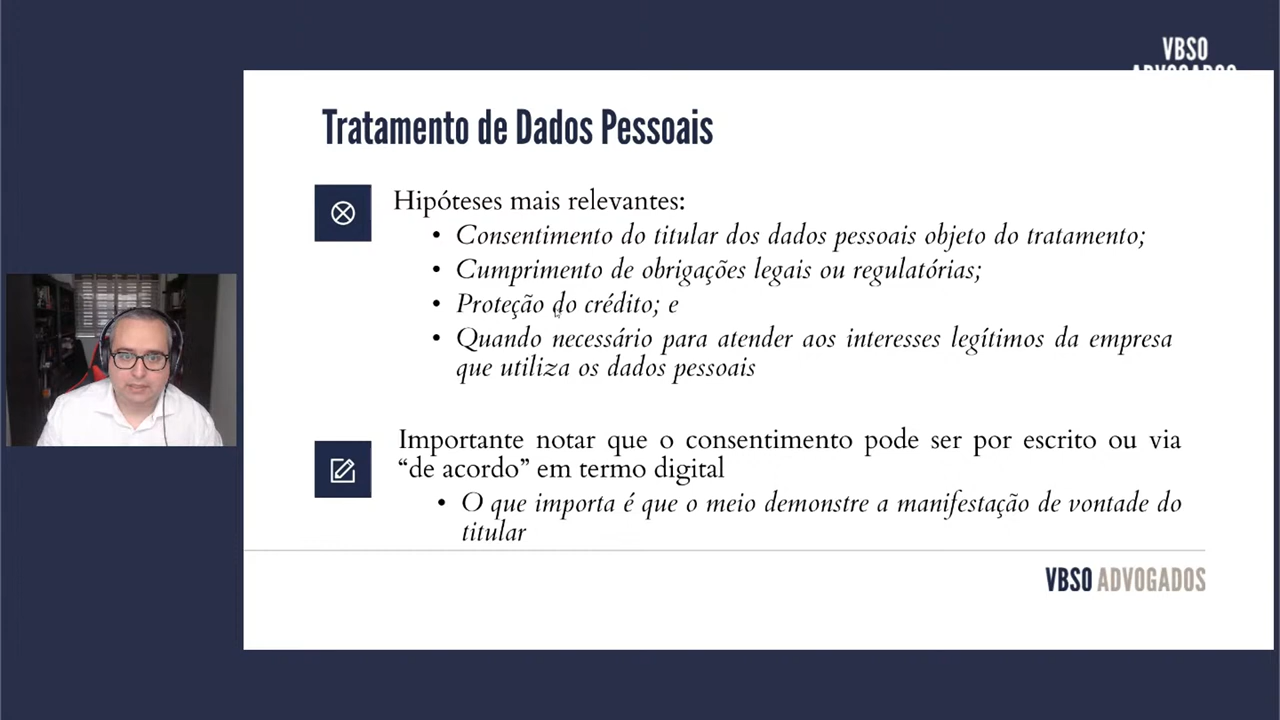 VBSO
ADVOGADOS
Tratamento de Dados Pessoais
Hipóteses mais relevantes:
• Consentimento do titular dos dados pessoais objeto do tratamento;
• Cumprimento de obrigações legais ou regulatórias;
• Proteção do crédito; e
• Quando necessário para atender aos interesses legítimos da empresa
que utiliza os dados pessoais
Importante notar que o consentimento pode ser por escrito ou via
“de acordo” em termo digital
• O que importa é que o meio demonstre a manifestação de vontade do
titular
VBSO ADVOGADOS